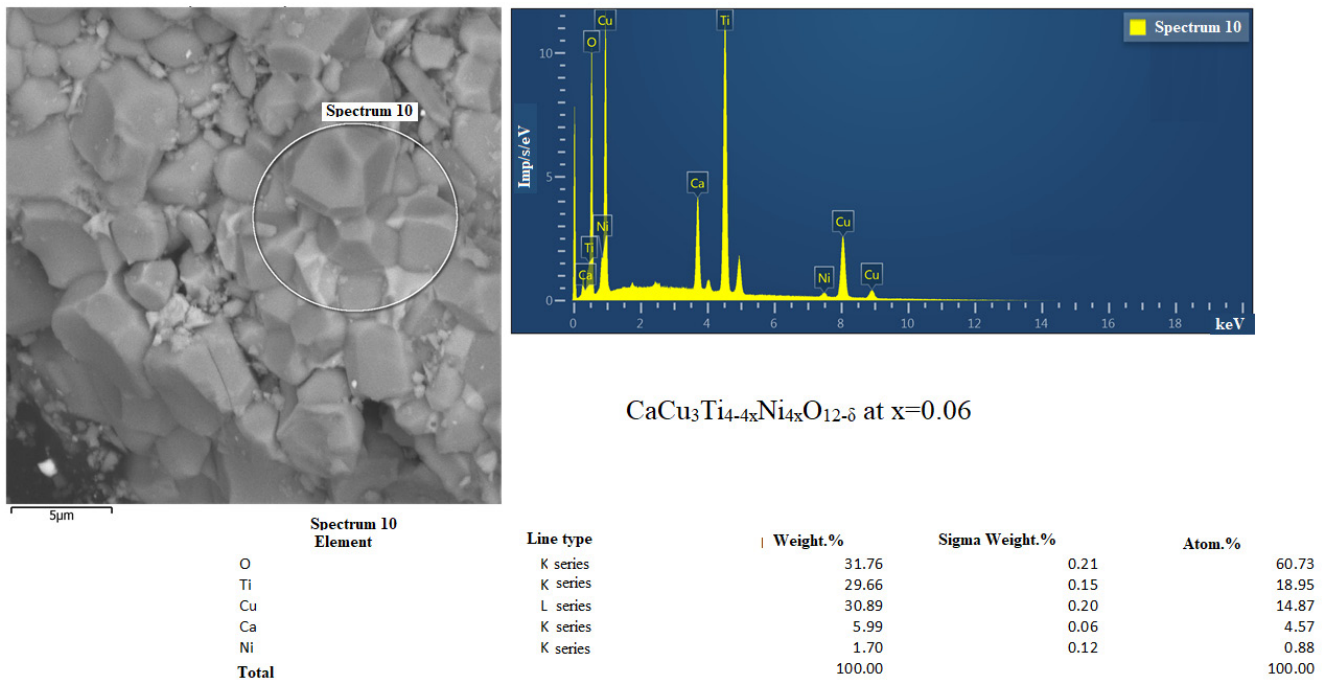 Spectrum 10
Spectrum 10
Cu
Ti
O
10
Imp/s/eV
5
Ca
Ni
Cu
Ti
Ca
Ni
Cu
0
0 2 4 6 8 10 12 14 16 18 keV
CaCu₃Ti₄₋₄ₓNi₄ₓO₁₂₋δ at x=0.06
5μm
Spectrum 10
Element Line type Weight.% Sigma Weight.% Atom.%
O K series 31.76 0.21 60.73
Ti K series 29.66 0.15 18.95
Cu L series 30.89 0.20 14.87
Ca K series 5.99 0.06 4.57
Ni K series 1.70 0.12 0.88
Total 100.00 100.00